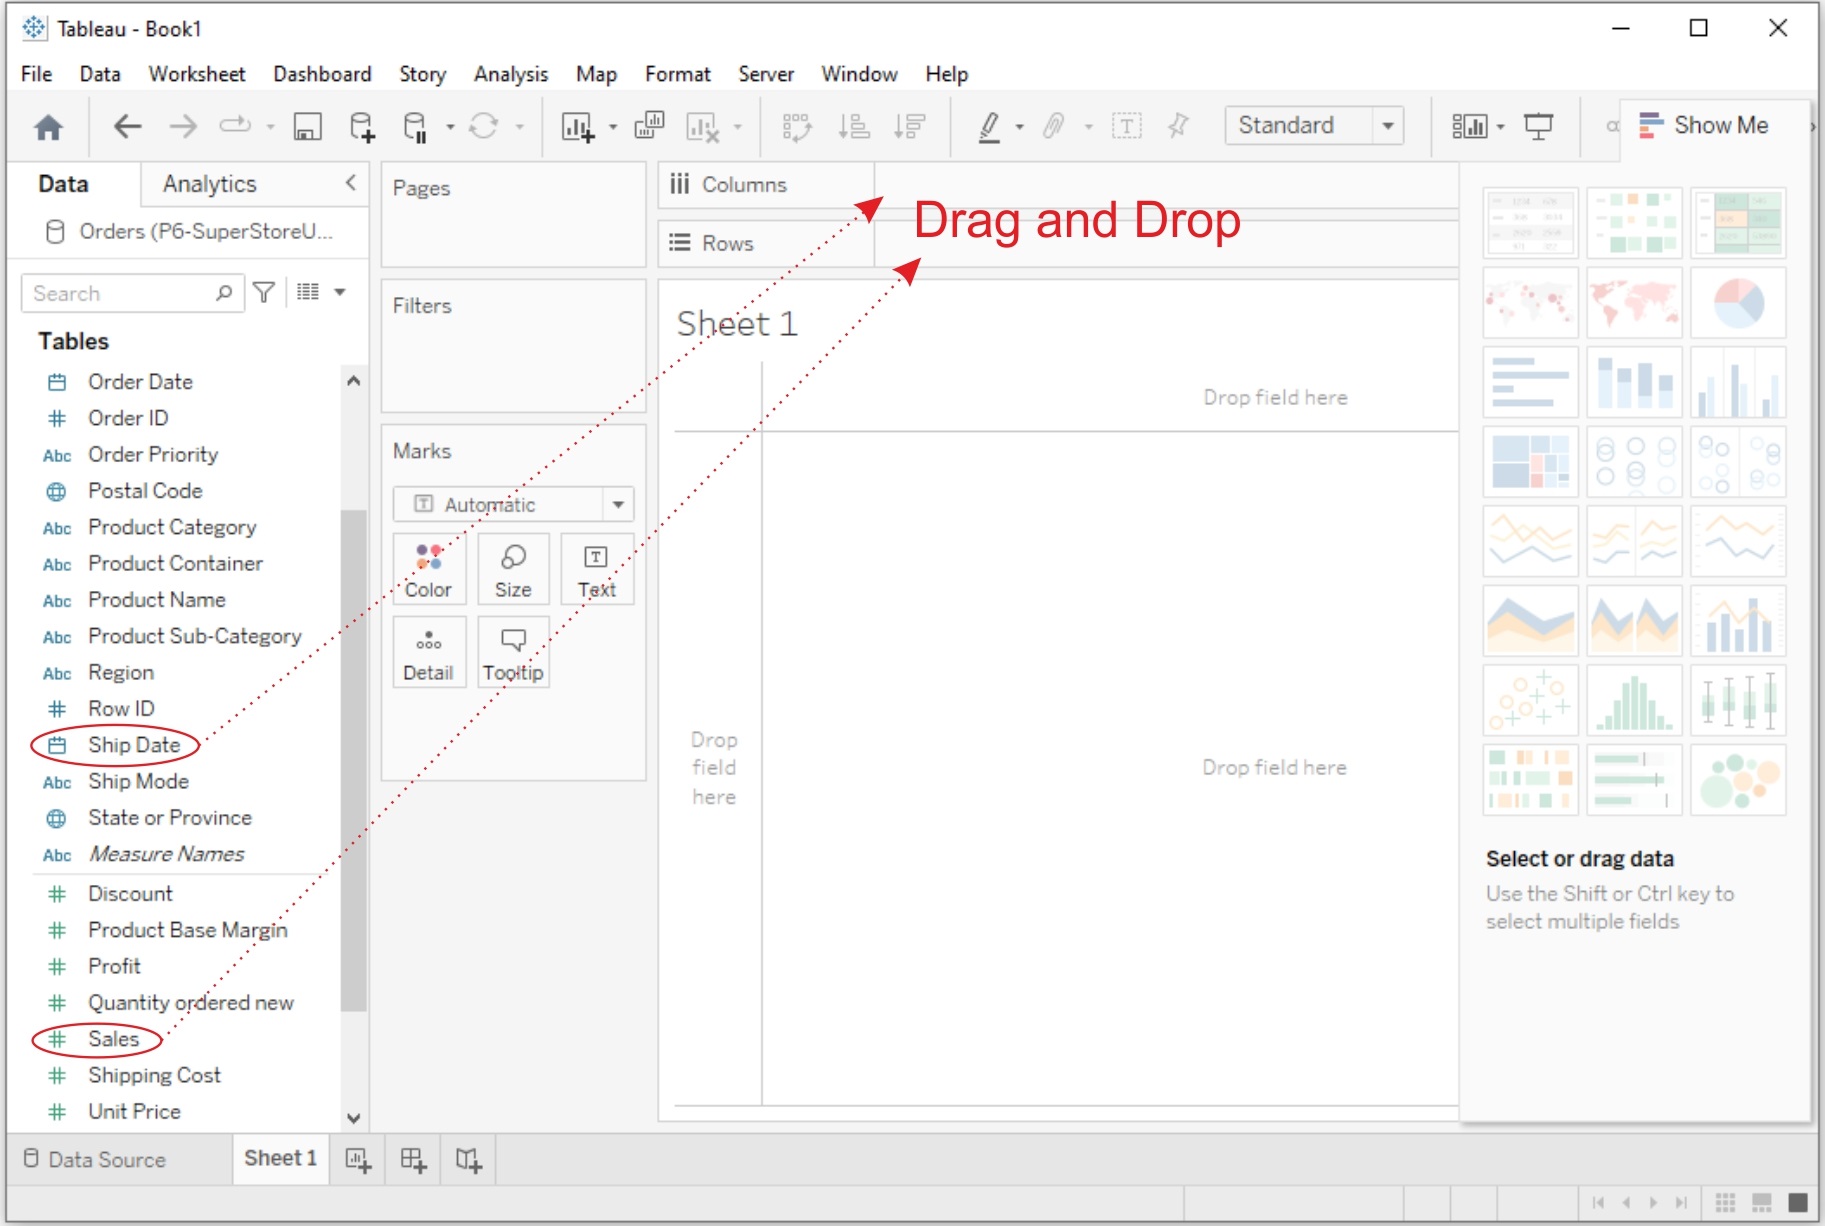 Tableau - Book1
File Data Worksheet Dashboard Story Analysis Map Format Server Window Help
Standard
Show Me
Data Analytics
Orders (P6-SuperStoreU...
Search
Tables
Order Date
Order ID
Abc Order Priority
Postal Code
Abc Product Category
Abc Product Container
Abc Product Name
Abc Product Sub-Category
Abc Region
Row ID
Ship Date
Abc Ship Mode
State or Province
Abc Measure Names
Discount
Product Base Margin
Profit
Quantity ordered new
Sales
Shipping Cost
Unit Price
Pages
Filters
Marks
Automatic
Color Size Text
Detail Tooltip
Columns
Rows
Drag and Drop
Sheet 1
Drop field here
Drop
field
here
Drop field here
Select or drag data
Use the Shift or Ctrl key to
select multiple fields
Data Source Sheet 1